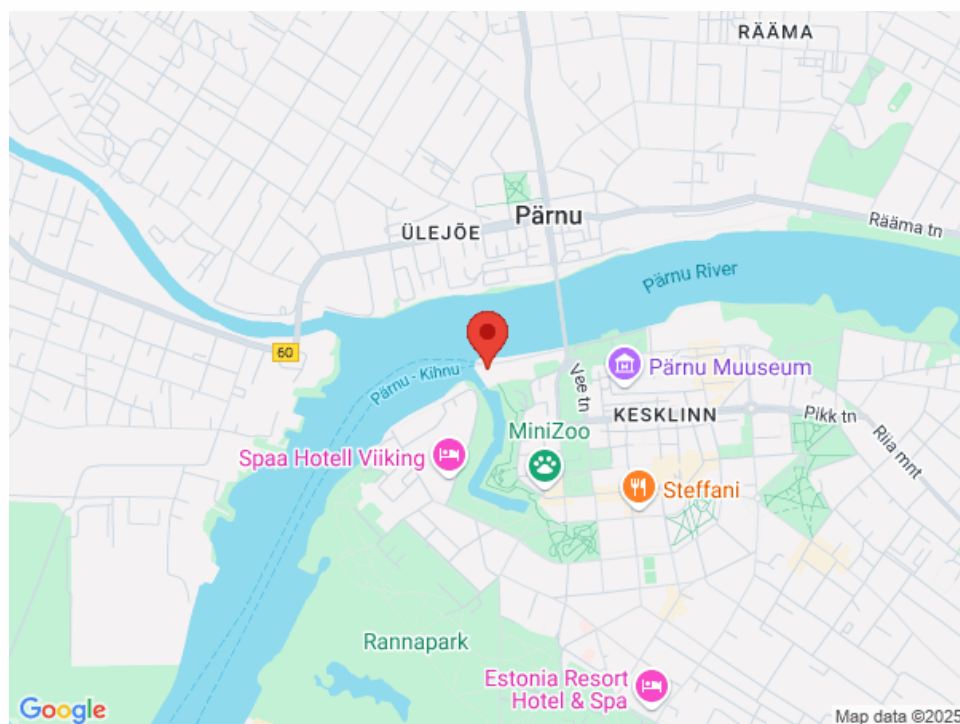 RÄÄMA
Pärnu
ÜLEJÕE
Rääma tn
Pärnu River
60
Pärnu - Kihnu
Vee tn
Pärnu Muuseum
KESKLINN
Pikk tn
Riia mnt
MiniZoo
Spaa Hotell Viiking
Steffani
Rannapark
Estonia Resort
Hotel & Spa
Google
Map data ©2025